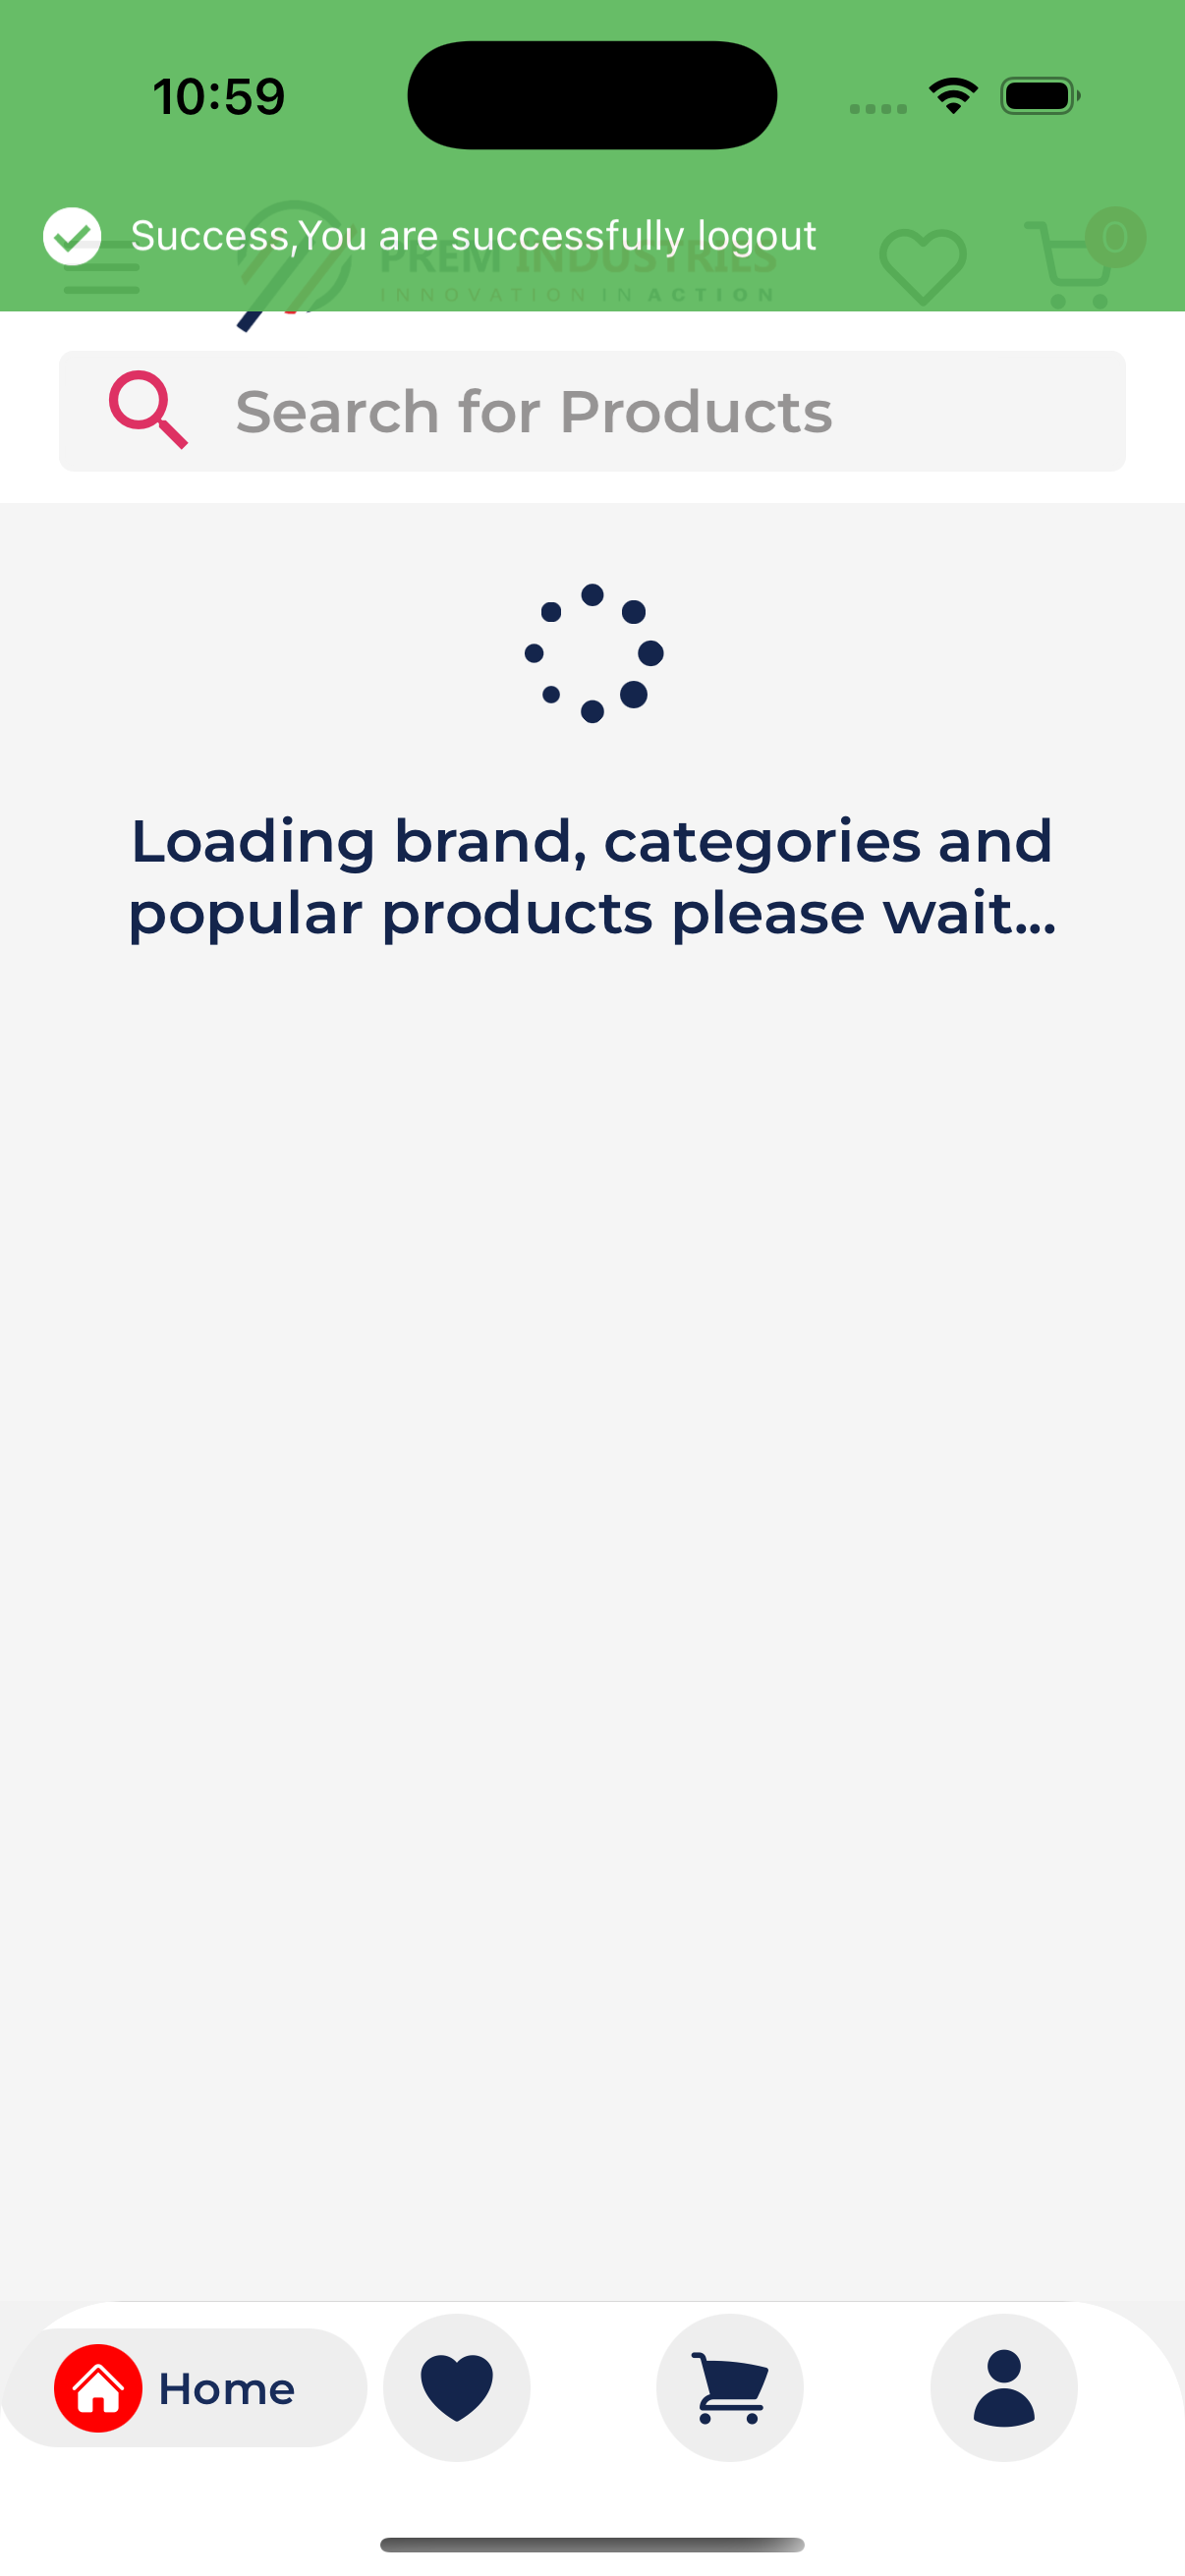 10:59
Success,You are successfully logout
PREM INDUSTRIES
INNOVATION IN ACTION
0
Search for Products
Loading brand, categories and
popular products please wait...
Home